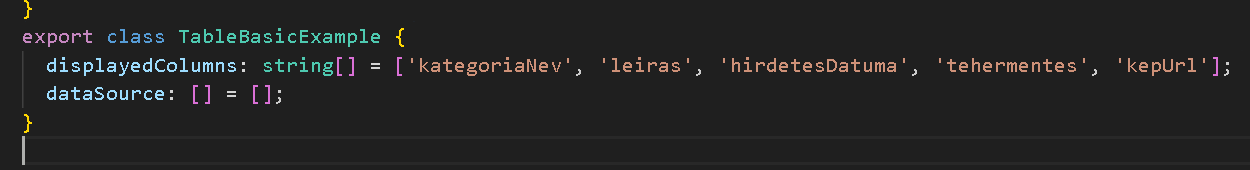 }
export class TableBasicExample {
  displayedColumns: string[] = ['kategoriaNev', 'leiras', 'hirdetesDatuma', 'tehermentes', 'kepUrl'];
  dataSource: [] = [];
}